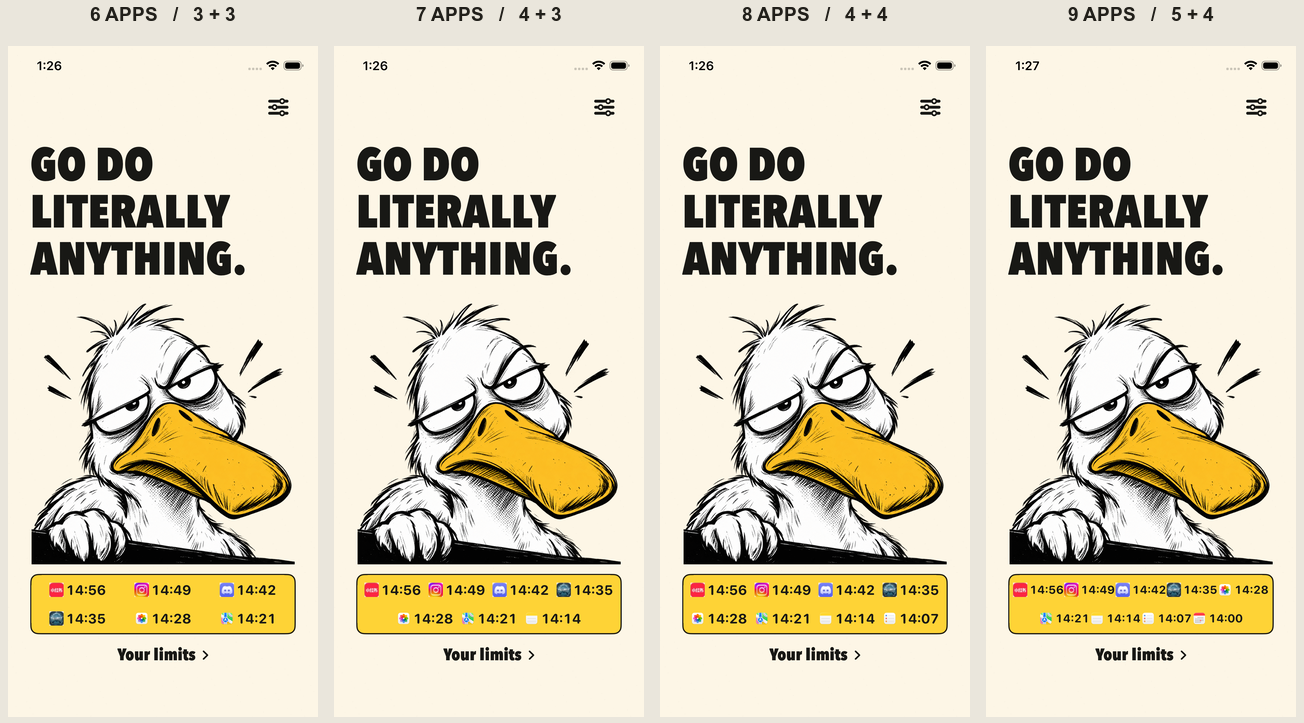 6 APPS / 3 + 3
1:26
GO DO
LITERALLY
ANYTHING.
14:56 14:49 14:42
14:35 14:28 14:21
Your limits >
7 APPS / 4 + 3
1:26
GO DO
LITERALLY
ANYTHING.
14:56 14:49 14:42 14:35
14:28 14:21 14:14
Your limits >
8 APPS / 4 + 4
1:26
GO DO
LITERALLY
ANYTHING.
14:56 14:49 14:42 14:35
14:28 14:21 14:14 14:07
Your limits >
9 APPS / 5 + 4
1:27
GO DO
LITERALLY
ANYTHING.
14:56 14:49 14:42 14:35 14:28
14:21 14:14 14:07 14:00
Your limits >